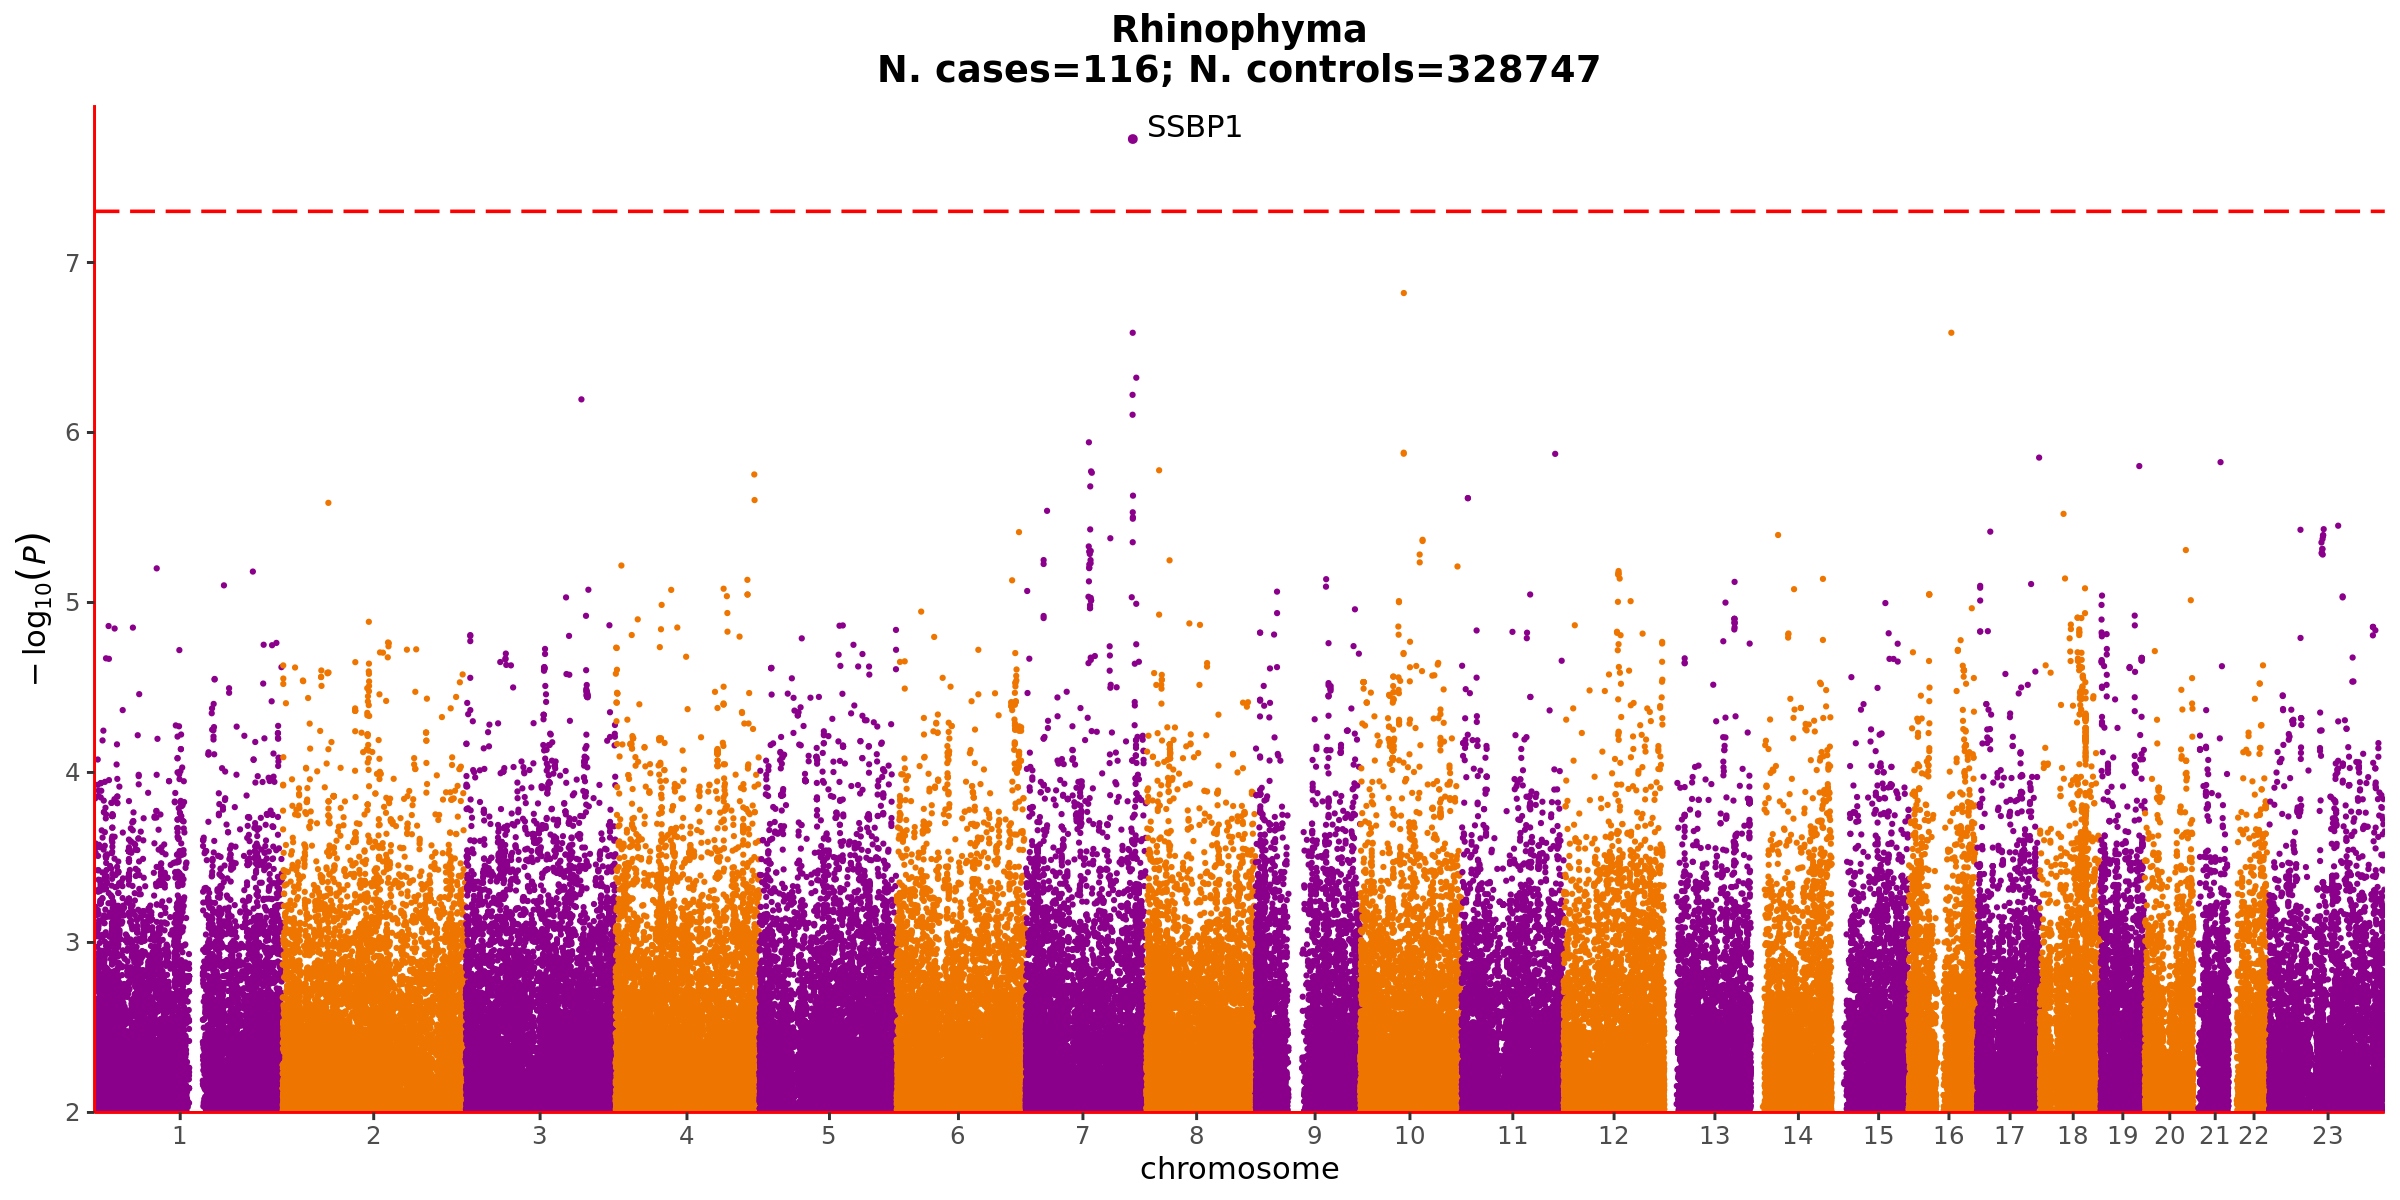 Rhinophyma
N. cases=116; N. controls=328747
SSBP1
7
6
5
4
3
2
−log10(P)
1 2 3 4 5 6 7 8 9 10 11 12 13 14 15 16 17 18 19 20 21 22 23
chromosome